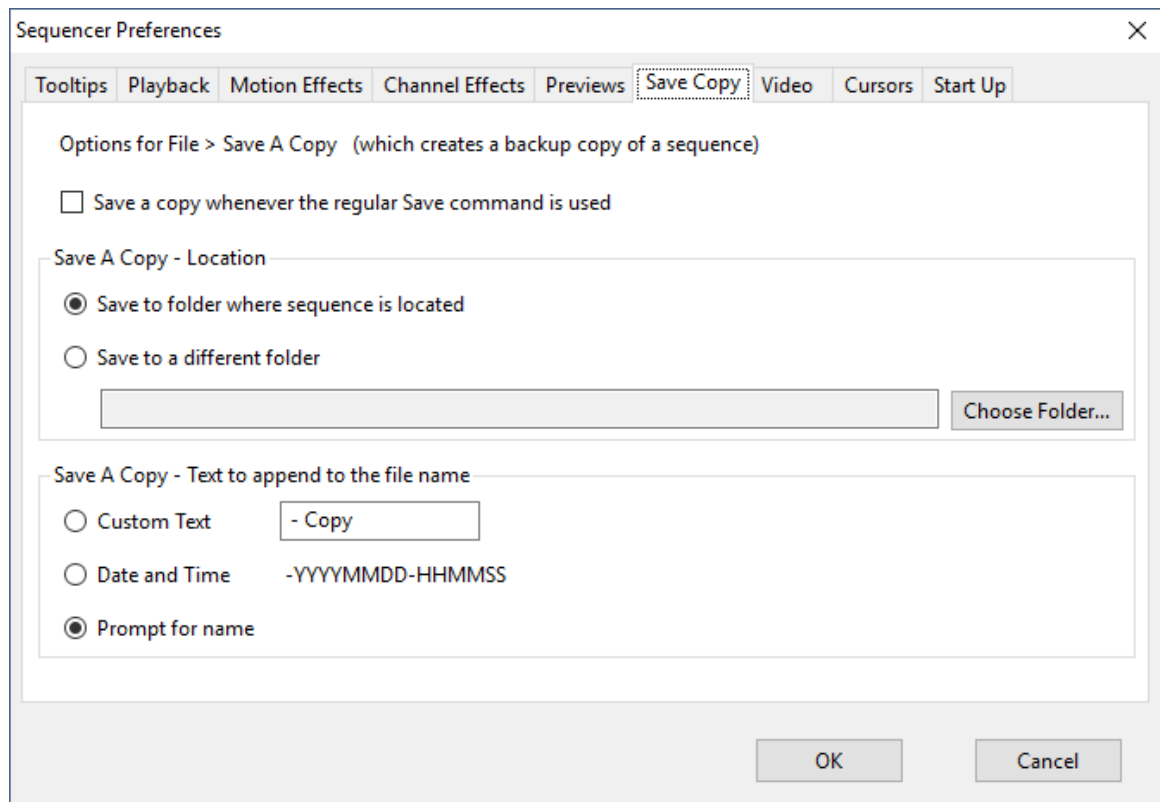 Sequencer Preferences
Tooltips Playback Motion Effects Channel Effects Previews Save Copy Video Cursors Start Up
Options for File > Save A Copy (which creates a backup copy of a sequence)
Save a copy whenever the regular Save command is used
Save A Copy - Location
Save to folder where sequence is located
Save to a different folder
Choose Folder...
Save A Copy - Text to append to the file name
Custom Text - Copy
Date and Time -YYYYMMDD-HHMMSS
Prompt for name
OK Cancel